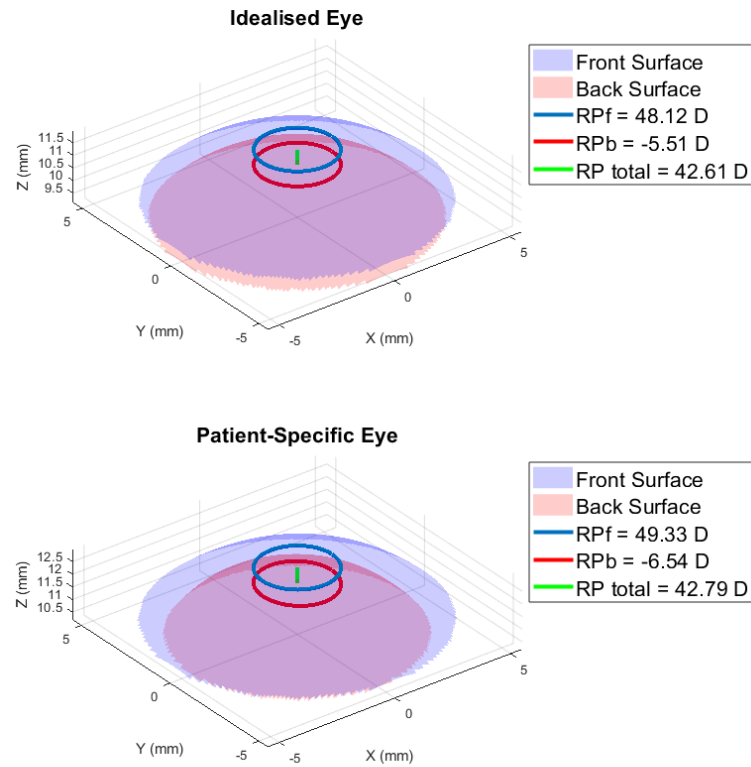 Idealised Eye
Front Surface
Back Surface
RPf = 48.12 D
RPb = -5.51 D
RP total = 42.61 D
Z (mm)
11.5
11
10.5
10
9.5
5
0
-5
Y (mm)
-5
0
5
X (mm)
Patient-Specific Eye
Front Surface
Back Surface
RPf = 49.33 D
RPb = -6.54 D
RP total = 42.79 D
Z (mm)
12.5
12
11.5
11
10.5
5
0
-5
Y (mm)
-5
0
5
X (mm)